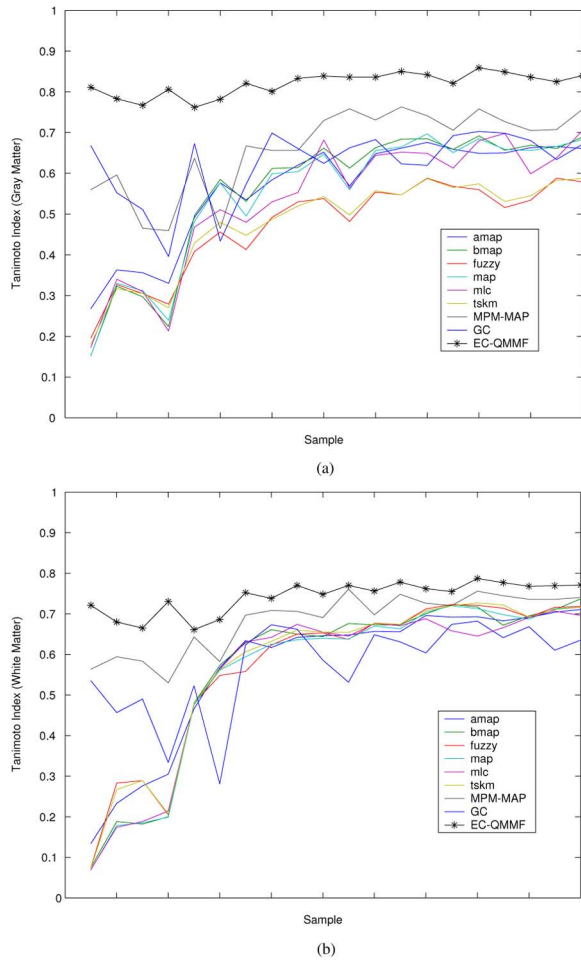 1
0.9
0.8
0.7
0.6
0.5
0.4
0.3
0.2
0.1
0
Tanimoto Index (Gray Matter)
amap
bmap
fuzzy
map
mlc
tskm
MPM-MAP
GC
EC-QMMF
Sample
(a)
1
0.9
0.8
0.7
0.6
0.5
0.4
0.3
0.2
0.1
0
Tanimoto Index (White Matter)
amap
bmap
fuzzy
map
mlc
tskm
MPM-MAP
GC
EC-QMMF
Sample
(b)